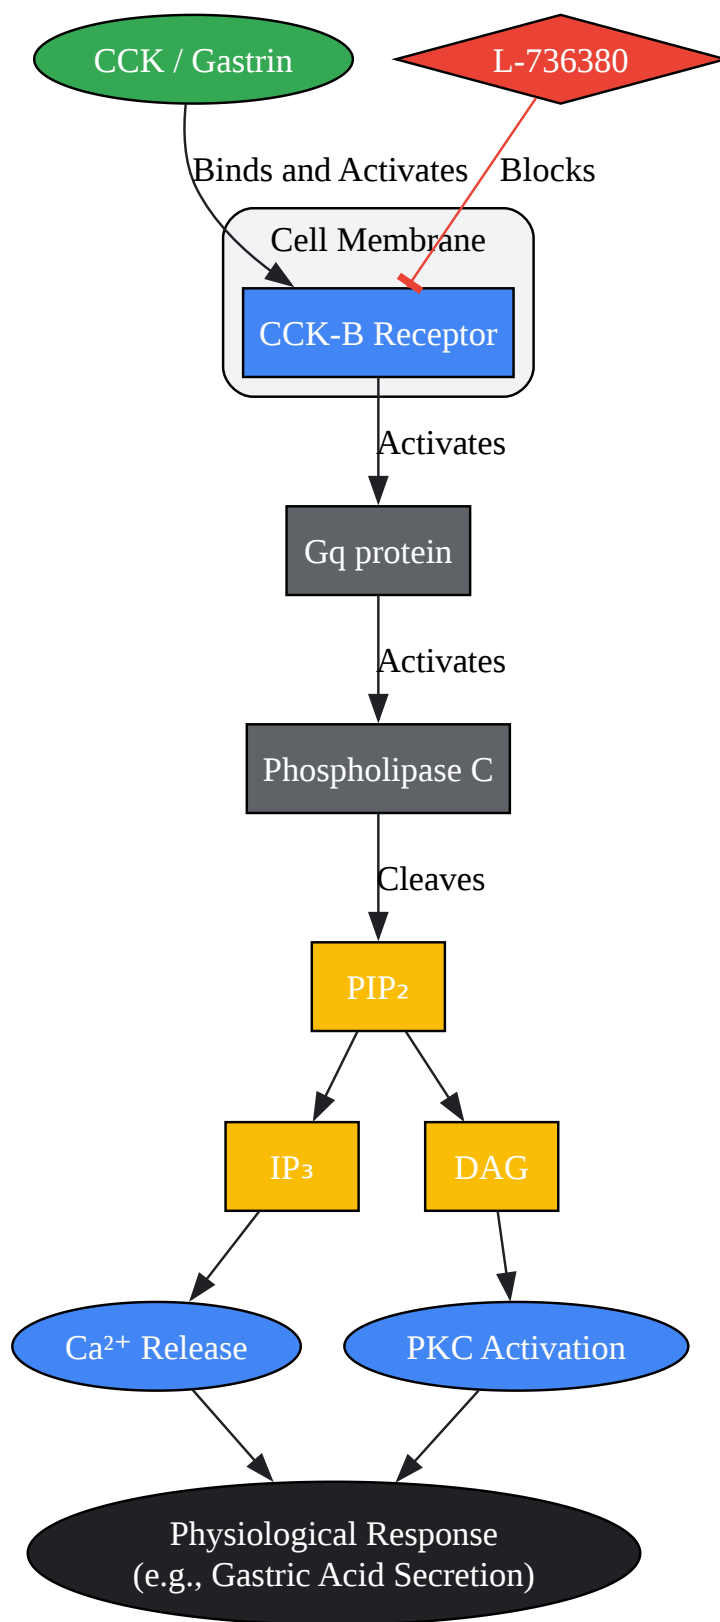 CCK / Gastrin
L-736380
Binds and Activates
Blocks
Cell Membrane
CCK-B Receptor
Activates
Gq protein
Activates
Phospholipase C
Cleaves
PIP₂
IP₃
DAG
Ca²⁺ Release
PKC Activation
Physiological Response
(e.g., Gastric Acid Secretion)